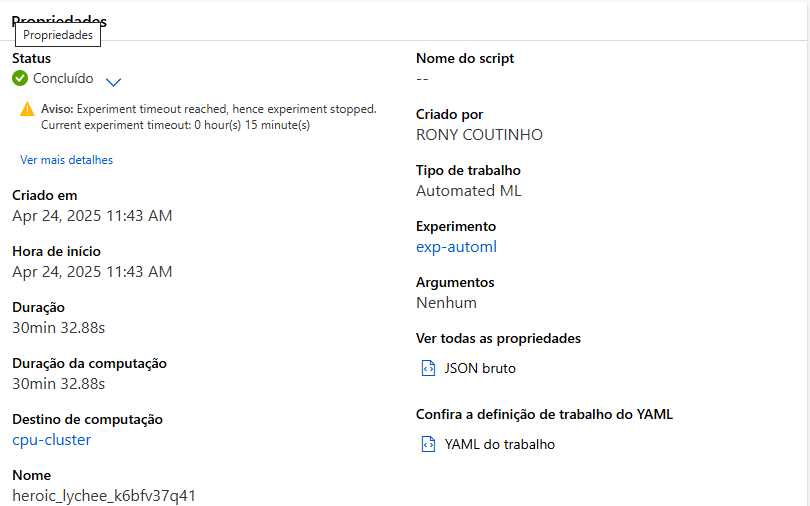 Propriedades
Propriedades
Status
Concluído
Aviso: Experiment timeout reached, hence experiment stopped.
Current experiment timeout: 0 hour(s) 15 minute(s)
Ver mais detalhes
Criado em
Apr 24, 2025 11:43 AM
Hora de início
Apr 24, 2025 11:43 AM
Duração
30min 32.88s
Duração da computação
30min 32.88s
Destino de computação
cpu-cluster
Nome
heroic_lychee_k6bfv37q41
Nome do script
--
Criado por
RONY COUTINHO
Tipo de trabalho
Automated ML
Experimento
exp-automl
Argumentos
Nenhum
Ver todas as propriedades
JSON bruto
Confira a definição de trabalho do YAML
YAML do trabalho